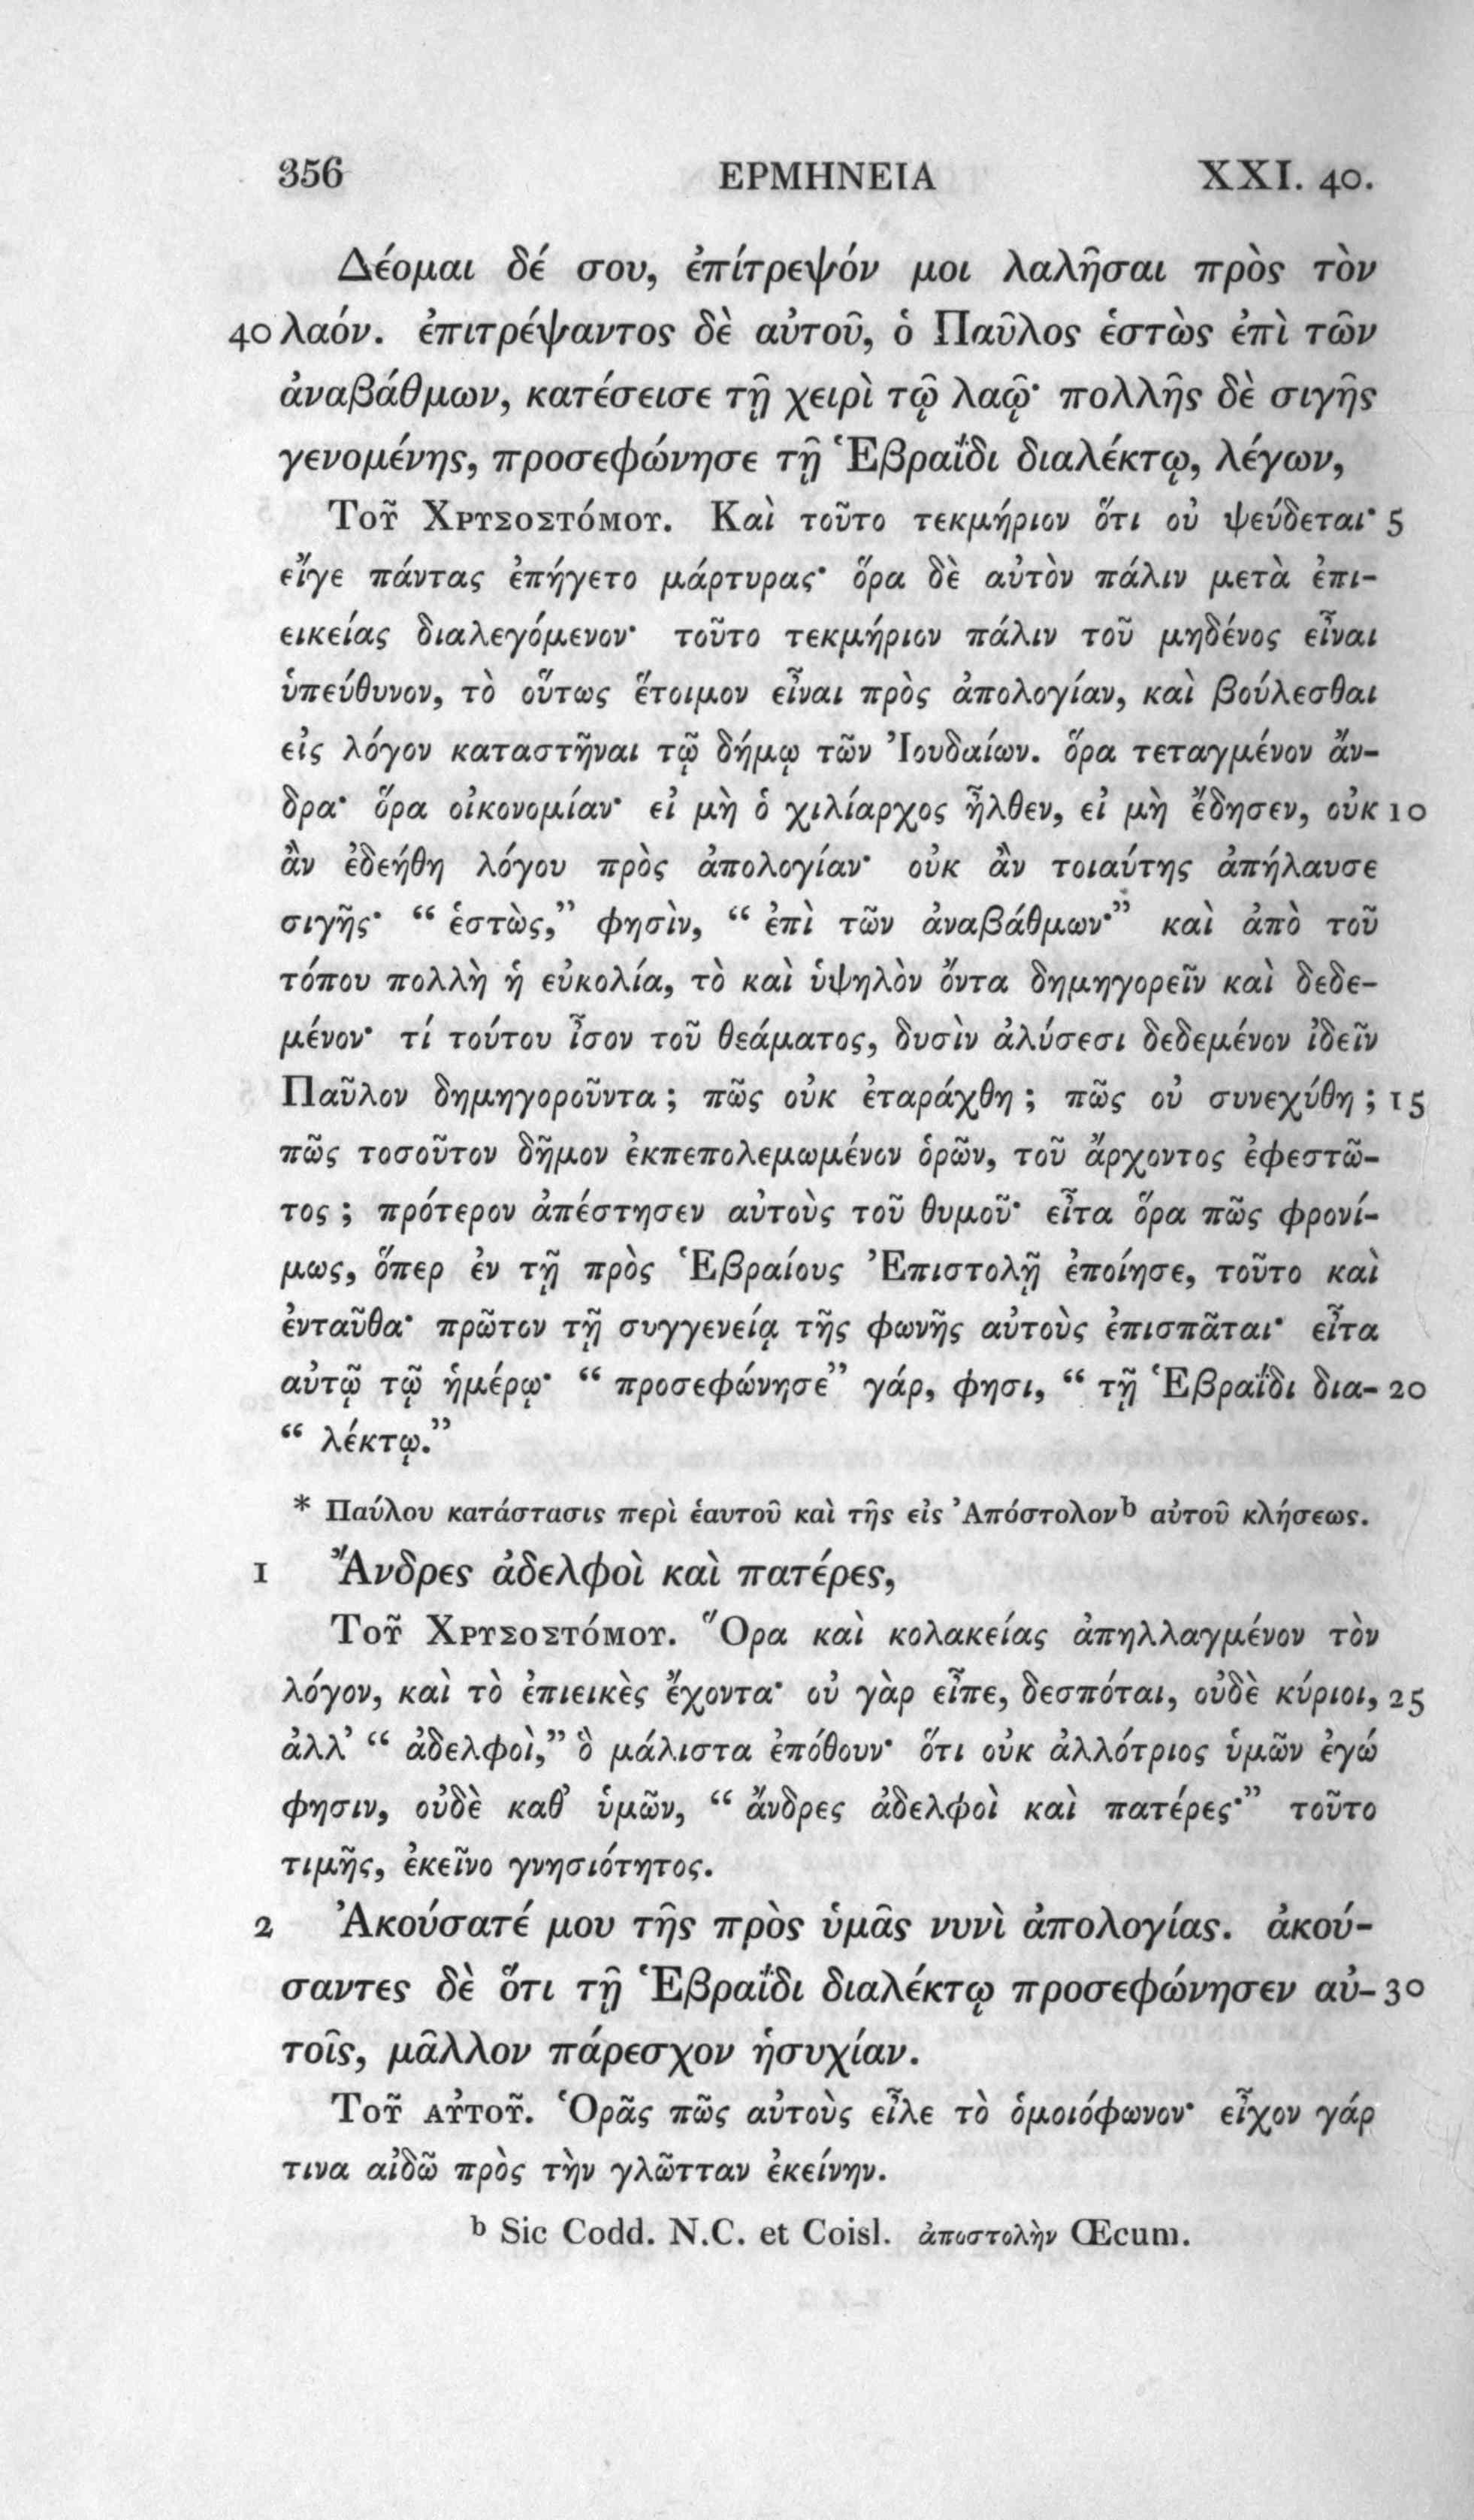 356 ΕΡΜΗΝΕΙΑ XXI. 40.
Δέομαι δέ σου, ἐπίτρεψόν μοι λαλῆσαι πρὸς τὸν
40 λαόν. ἐπιτρέψαντος δὲ αὐτοῦ, ὁ Παῦλος ἑστὼς ἐπὶ τῶν
ἀναβάθμων, κατέσεισε τῇ χειρὶ τῷ λαῷ· πολλῆς δὲ σιγῆς
γενομένης, προσεφώνησε τῇ Ἑβραΐδι διαλέκτῳ, λέγων,
Τοῦ Χρυσοστόμου. Καὶ τοῦτο τεκμήριον ὅτι οὐ ψεύδεται· 5
εἴγε πάντας ἐπήγετο μάρτυρας· ὅρα δὲ αὐτὸν πάλιν μετὰ ἐπι-
εικείας διαλεγόμενον· τοῦτο τεκμήριον πάλιν τοῦ μηδένος εἶναι
ὑπεύθυνον, τὸ οὕτως ἕτοιμον εἶναι πρὸς ἀπολογίαν, καὶ βούλεσθαι
εἰς λόγον καταστῆναι τῷ δήμῳ τῶν Ἰουδαίων. ὅρα τεταγμένον ἄν-
δρα· ὅρα οἰκονομίαν· εἰ μὴ ὁ χιλίαρχος ἦλθεν, εἰ μὴ ἔδησεν, οὐκ 10
ἂν ἐδεήθη λόγου πρὸς ἀπολογίαν· οὐκ ἂν τοιαύτης ἀπήλαυσε
σιγῆς· “ ἑστὼς,” φησὶν, “ ἐπὶ τῶν ἀναβάθμων·” καὶ ἀπὸ τοῦ
τόπου πολλὴ ἡ εὐκολία, τὸ καὶ ὑψηλὸν ὄντα δημηγορεῖν καὶ δεδε-
μένον· τί τούτου ἶσον τοῦ θεάματος, δυσὶν ἀλύσεσι δεδεμένον ἰδεῖν
Παῦλον δημηγοροῦντα ; πῶς οὐκ ἐταράχθη ; πῶς οὐ συνεχύθη ; 15
πῶς τοσοῦτον δῆμον ἐκπεπολεμωμένον ὁρῶν, τοῦ ἄρχοντος ἐφεστῶ-
τος ; πρότερον ἀπέστησεν αὐτοὺς τοῦ θυμοῦ· εἶτα ὅρα πῶς φρονί-
μως, ὅπερ ἐν τῇ πρὸς Ἑβραίους Ἐπιστολῇ ἐποίησε, τοῦτο καὶ
ἐνταῦθα· πρῶτον τῇ συγγενείᾳ τῆς φωνῆς αὐτοὺς ἐπισπᾶται· εἶτα
αὐτῷ τῷ ἡμέρῳ· “ προσεφώνησε” γάρ, φησι, “ τῇ Ἑβραΐδι δια- 20
“ λέκτῳ.”
* Παύλου κατάστασις περὶ ἑαυτοῦ καὶ τῆς εἰς Ἀπόστολον b αὐτοῦ κλήσεως.
1 Ἄνδρες ἀδελφοὶ καὶ πατέρες,
Τοῦ Χρυσοστόμου. Ὅρα καὶ κολακείας ἀπηλλαγμένον τὸν
λόγον, καὶ τὸ ἐπιεικὲς ἔχοντα· οὐ γὰρ εἶπε, δεσπόται, οὐδὲ κύριοι, 25
ἀλλ’ “ ἀδελφοὶ,” ὃ μάλιστα ἐπόθουν· ὅτι οὐκ ἀλλότριος ὑμῶν ἐγώ
φησιν, οὐδὲ καθ’ ὑμῶν, “ ἄνδρες ἀδελφοὶ καὶ πατέρες·” τοῦτο
τιμῆς, ἐκεῖνο γνησιότητος.
2 Ἀκούσατέ μου τῆς πρὸς ὑμᾶς νυνὶ ἀπολογίας. ἀκού-
σαντες δὲ ὅτι τῇ Ἑβραΐδι διαλέκτῳ προσεφώνησεν αὐ- 30
τοῖς, μᾶλλον πάρεσχον ἡσυχίαν.
Τοῦ αὐτοῦ. Ὁρᾷς πῶς αὐτοὺς εἷλε τὸ ὁμοιόφωνον· εἶχον γάρ
τινα αἰδῶ πρὸς τὴν γλῶτταν ἐκείνην.
b Sic Codd. N.C. et Coisl. ἀποστολὴν Œcum.